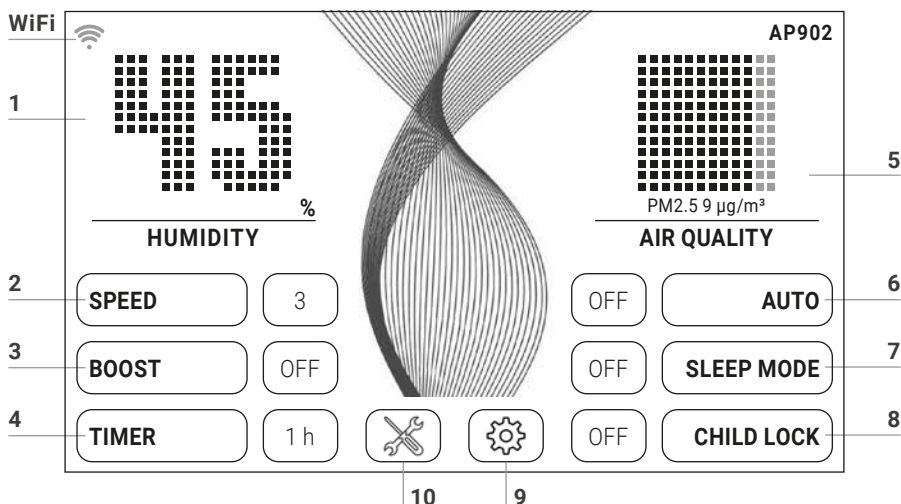 WiFi
AP902
1
45
%
HUMIDITY
5
PM2.5 9 µg/m³
AIR QUALITY
2
SPEED
3
OFF
AUTO
6
3
BOOST
OFF
OFF
SLEEP MODE
7
4
TIMER
1 h
OFF
CHILD LOCK
8
10
9